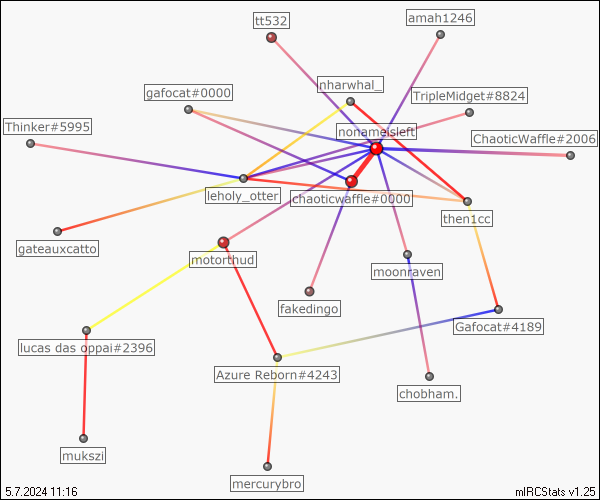 tt532
amah1246
nharwhal_
gafocat#0000
TripleMidget#8824
Thinker#5995
nonameisleft
ChaoticWaffle#2006
leholy_otter
chaoticwaffle#0000
then1cc
gateauxcatto
motorthud
moonraven
fakedingo
Gafocat#4189
lucas das oppai#2396
Azure Reborn#4243
chobham.
mukszi
mercurybro
5.7.2024 11:16
mIRCStats v1.25